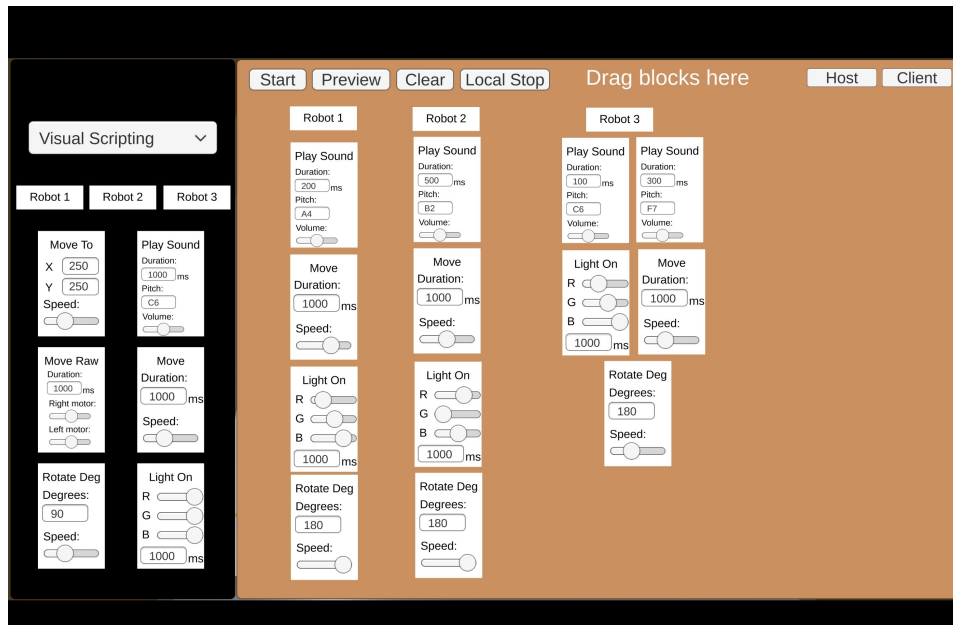 Start Preview Clear Local Stop Drag blocks here Host Client
Visual Scripting
Robot 1 Robot 2 Robot 3
Move To
X 250
Y 250
Speed:
Play Sound
Duration:
1000 ms
Pitch:
C6
Volume:
Move Raw
Duration:
1000 ms
Right motor:
Left motor:
Move
Duration:
1000 ms
Speed:
Rotate Deg
Degrees:
90
Speed:
Light On
R
G
B
1000 ms
Robot 1
Play Sound
Duration:
200 ms
Pitch:
A4
Volume:
Move
Duration:
1000 ms
Speed:
Light On
R
G
B
1000 ms
Rotate Deg
Degrees:
180
Speed:
Robot 2
Play Sound
Duration:
500 ms
Pitch:
B2
Volume:
Move
Duration:
1000 ms
Speed:
Light On
R
G
B
1000 ms
Rotate Deg
Degrees:
180
Speed:
Robot 3
Play Sound
Duration:
100 ms
Pitch:
C6
Volume:
Play Sound
Duration:
300 ms
Pitch:
F7
Volume:
Light On
R
G
B
1000 ms
Move
Duration:
1000 ms
Speed:
Rotate Deg
Degrees:
180
Speed: